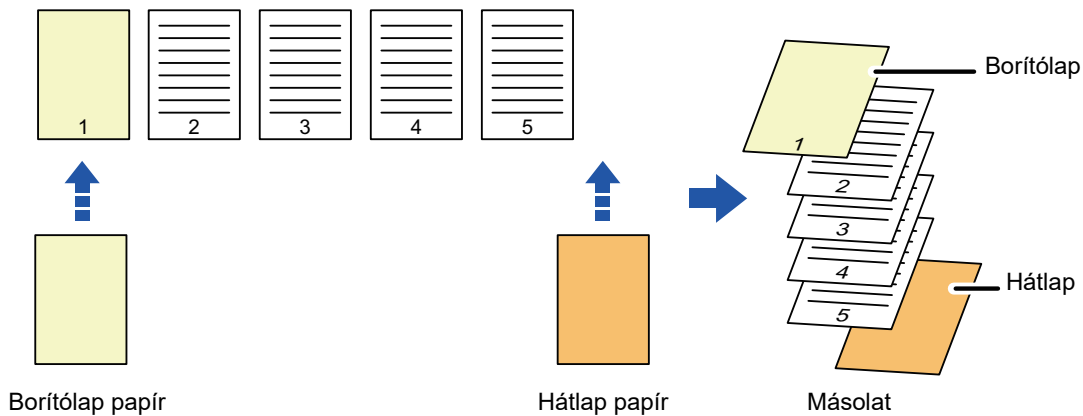 1 2 3 4 5
Borítólap papír
Hátlap papír
Borítólap
1
2
3
4
5
Hátlap
Másolat